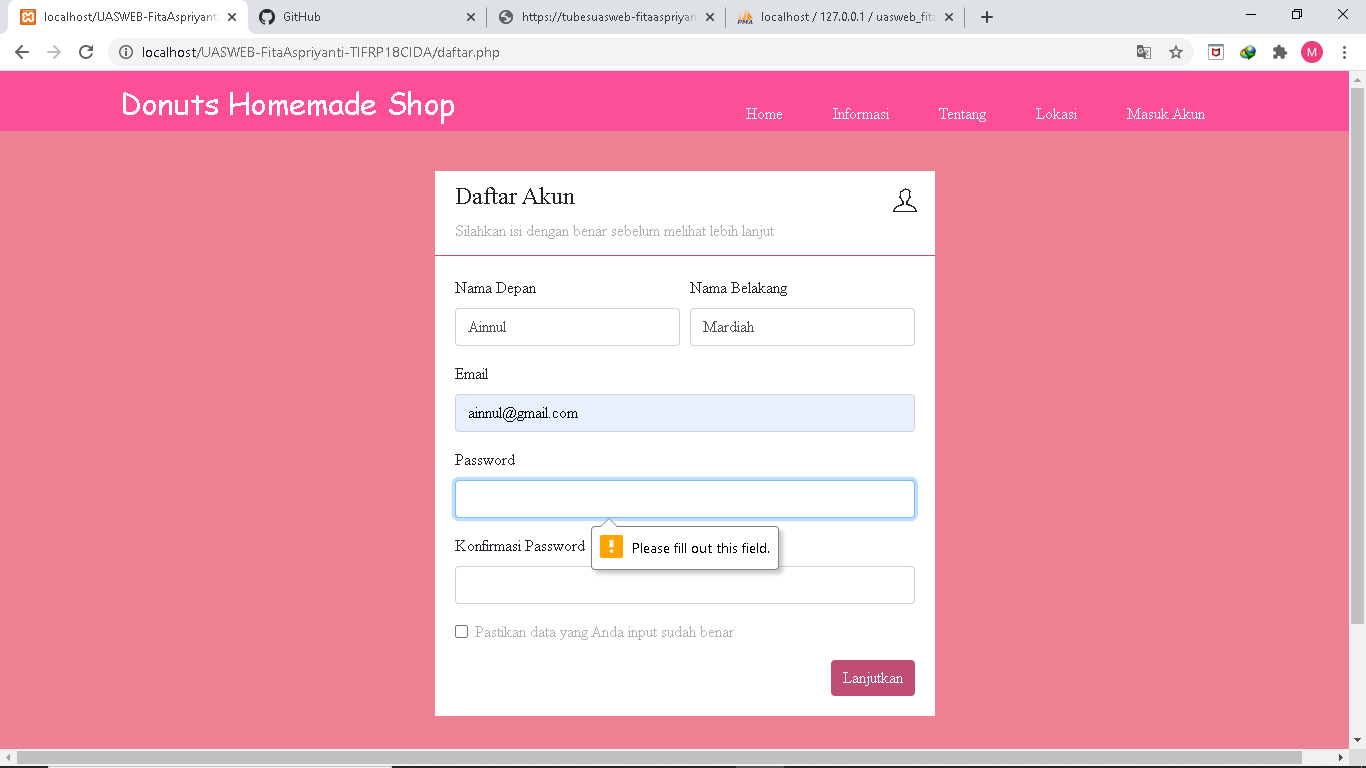 localhost/UASWEB-FitaAspriyanti
GitHub
https://tubesuasweb-fitaaspriyan
PMA
localhost / 127.0.0.1 / uasweb_fita
localhost/UASWEB-FitaAspriyanti-TIFRP18CIDA/daftar.php
M
Donuts Homemade Shop
Home Informasi Tentang Lokasi Masuk Akun
Daftar Akun
Silahkan isi dengan benar sebelum melihat lebih lanjut
Nama Depan Nama Belakang
Ainnul Mardiah
Email
ainnul@gmail.com
Password
Konfirmasi Password
! Please fill out this field.
Pastikan data yang Anda input sudah benar
Lanjutkan